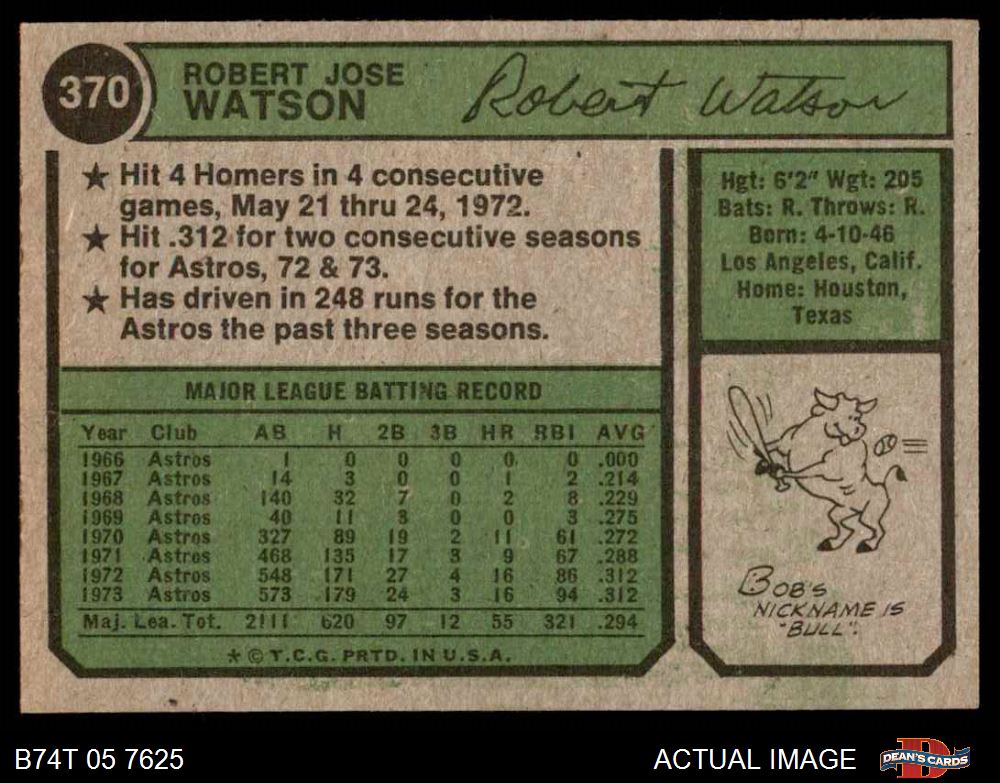 370
ROBERT JOSE
WATSON
Robert Watson
★ Hit 4 Homers in 4 consecutive
games, May 21 thru 24, 1972.
★ Hit .312 for two consecutive seasons
for Astros, 72 & 73.
★ Has driven in 248 runs for the
Astros the past three seasons.
Hgt: 6'2" Wgt: 205
Bats: R. Throws: R.
Born: 4-10-46
Los Angeles, Calif.
Home: Houston,
Texas
MAJOR LEAGUE BATTING RECORD
Year Club AB H 2B 3B HR RBI AVG
1966 Astros 1 0 0 0 0 0 .000
1967 Astros 14 3 0 0 1 2 .214
1968 Astros 140 32 7 0 2 8 .229
1969 Astros 40 11 3 0 0 3 .275
1970 Astros 327 89 19 2 11 61 .272
1971 Astros 468 135 17 3 9 67 .288
1972 Astros 548 171 27 4 16 86 .312
1973 Astros 573 179 24 3 16 94 .312
Maj. Lea. Tot. 2111 620 97 12 55 321 .294
★ © T.C.G. PRTD. IN U.S.A.
BOB'S
NICKNAME IS
"BULL".
B74T 05 7625
ACTUAL IMAGE
D
DEAN'S CARDS